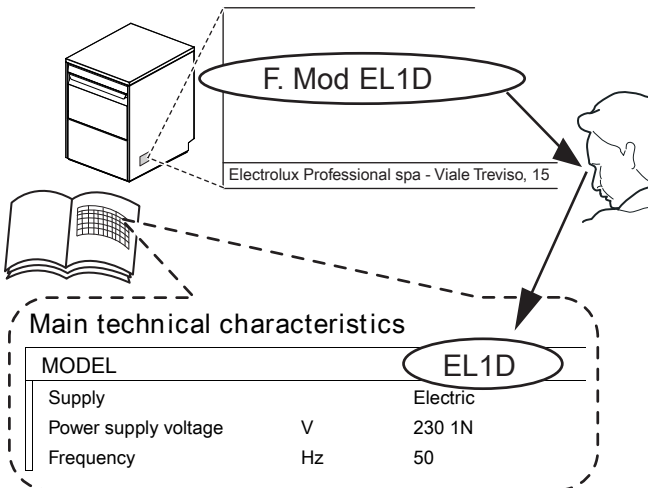 F. Mod EL1D
Electrolux Professional spa - Viale Treviso, 15
Main technical characteristics
MODEL EL1D
Supply Electric
Power supply voltage V 230 1N
Frequency Hz 50